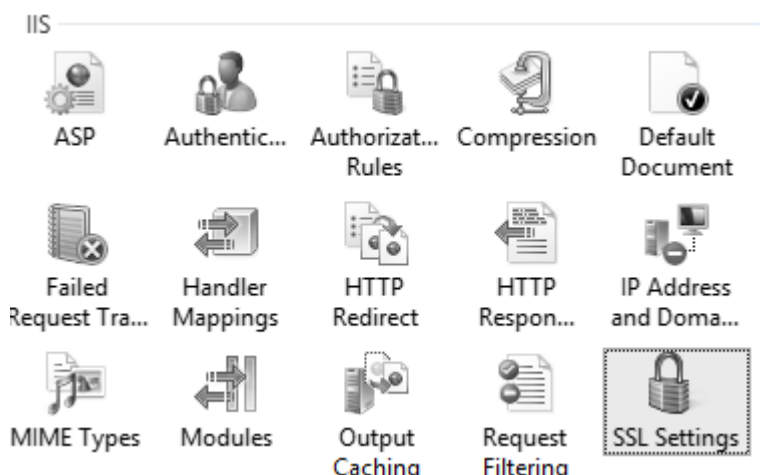 IIS
ASP
Authentic...
Authorizat...
Rules
Compression
Default
Document
Failed
Request Tra...
Handler
Mappings
HTTP
Redirect
HTTP
Respon...
IP Address
and Doma...
MIME Types
Modules
Output
Caching
Request
Filtering
SSL Settings